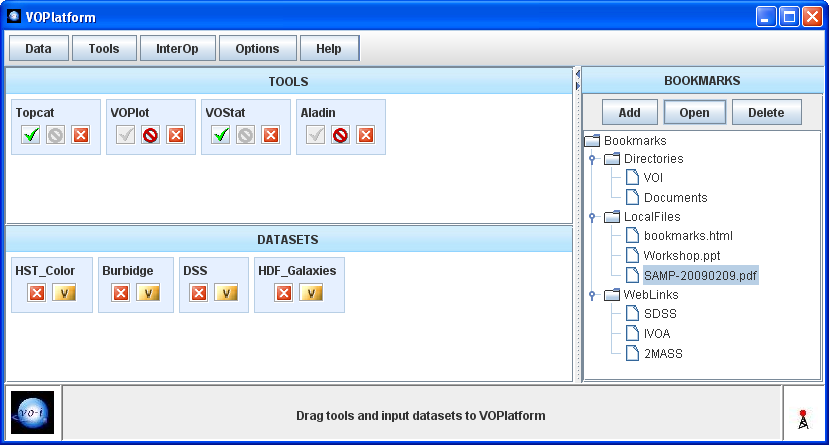 VOPlatform
Data Tools InterOp Options Help
TOOLS
Topcat VOPlot VOStat Aladin
DATASETS
HST_Color Burbidge DSS HDF_Galaxies
V V V V
BOOKMARKS
Add Open Delete
Bookmarks
Directories
VOI
Documents
LocalFiles
bookmarks.html
Workshop.ppt
SAMP-20090209.pdf
WebLinks
SDSS
IVOA
2MASS
VO-I
Drag tools and input datasets to VOPlatform